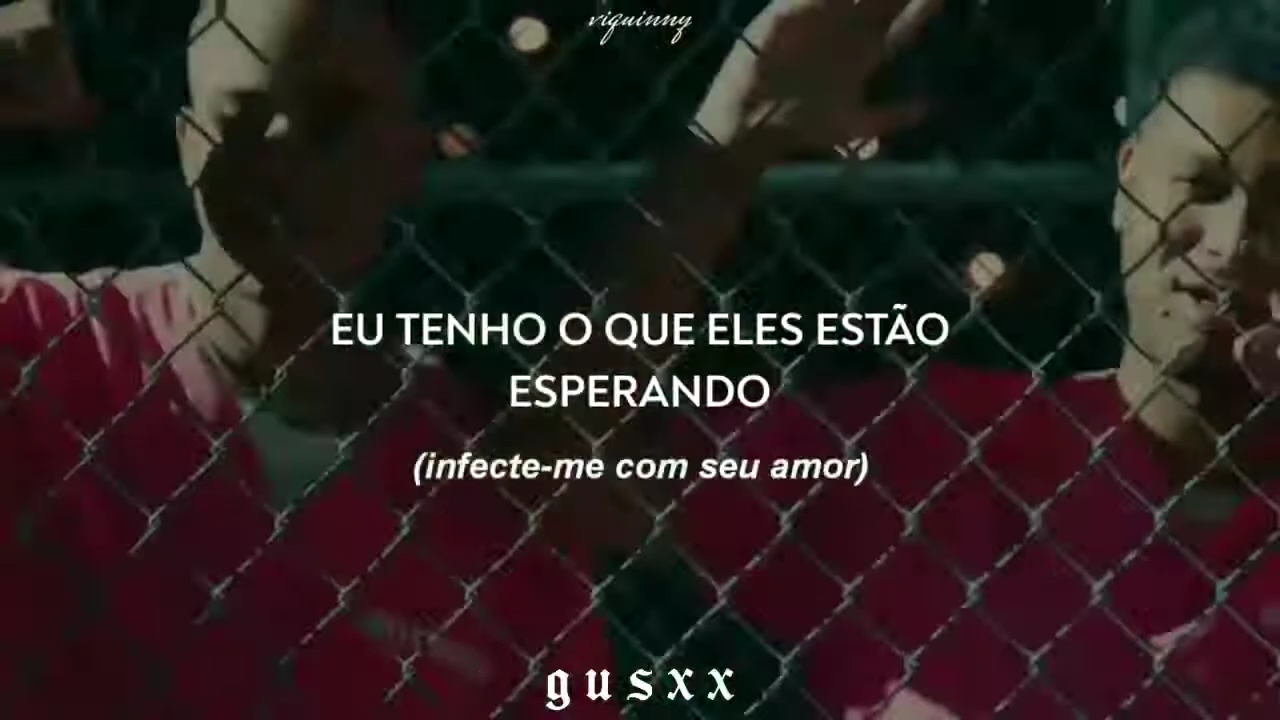 viquinny
EU TENHO O QUE ELES ESTÃO
ESPERANDO
(infecte-me com seu amor)
gusxx